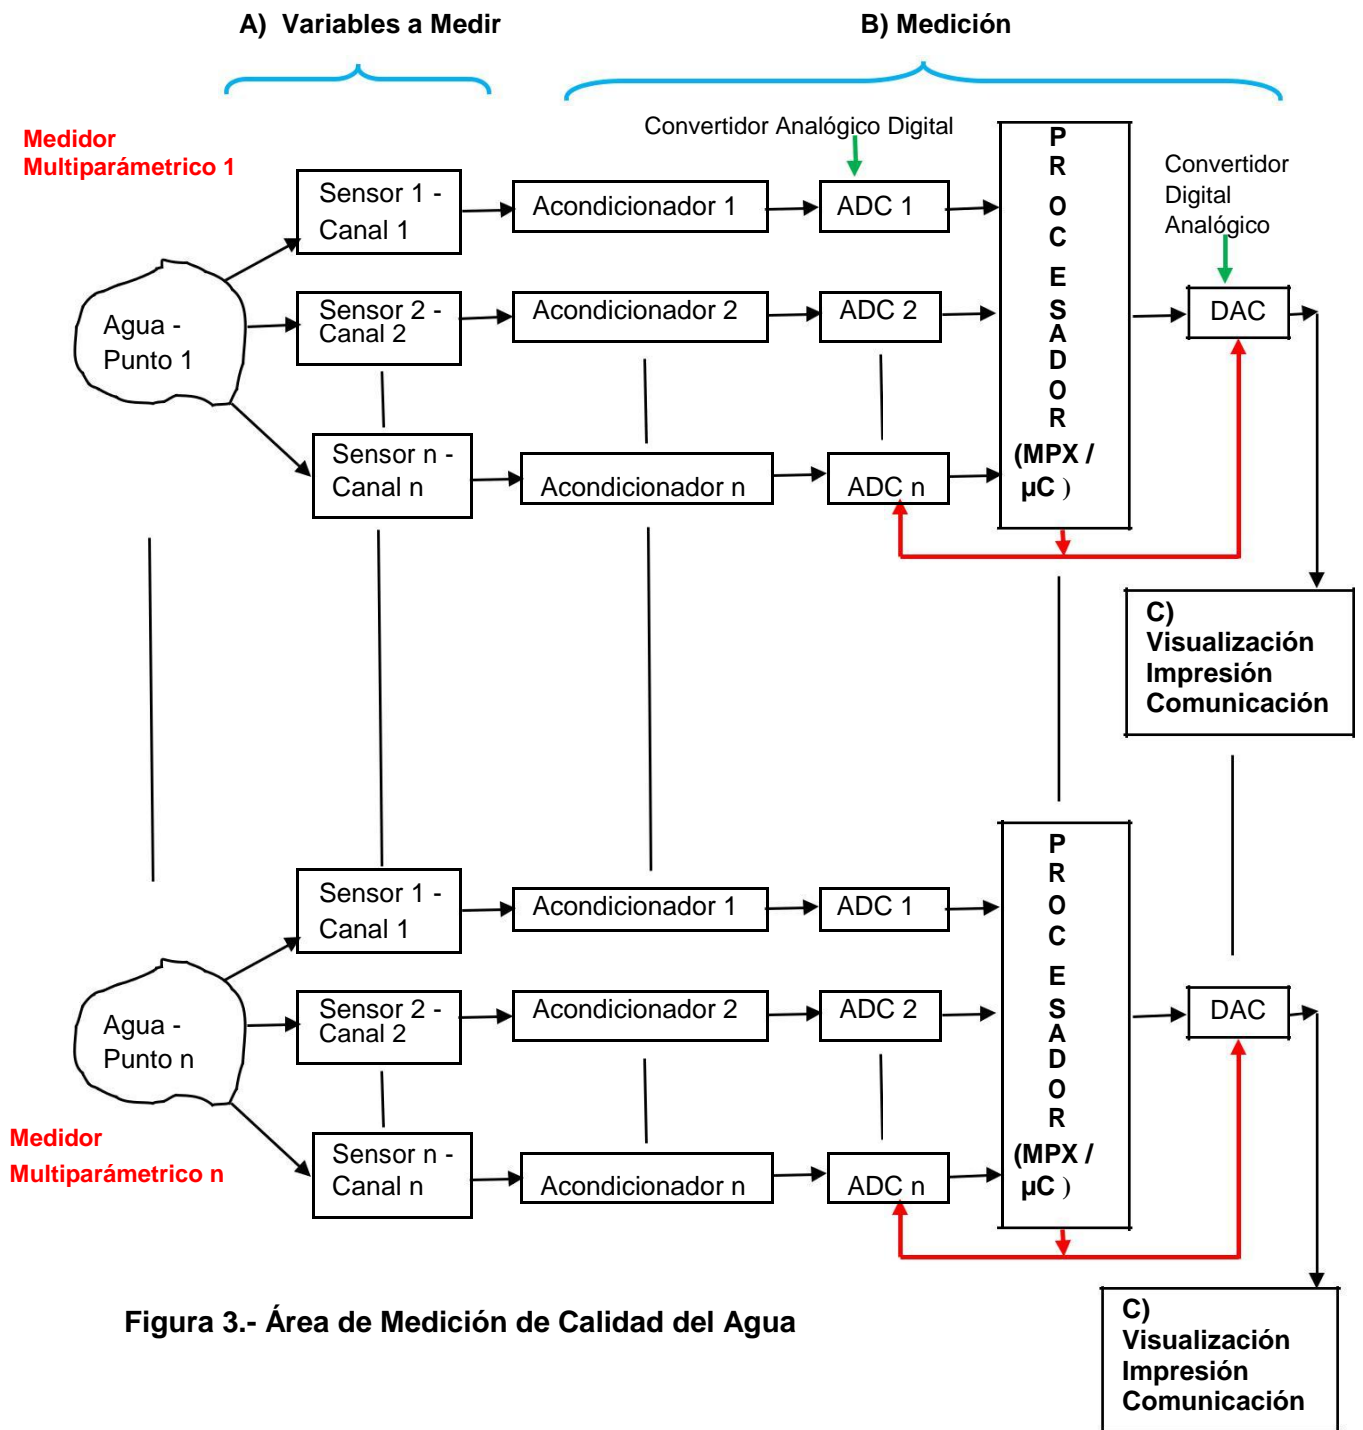 A) Variables a Medir
B) Medición
Medidor
Multiparámetrico 1
Convertidor Analógico Digital
Convertidor
Digital
Analógico
Sensor 1 -
Canal 1
Acondicionador 1
ADC 1
Agua -
Punto 1
Sensor 2 -
Canal 2
Acondicionador 2
ADC 2
Sensor n -
Canal n
Acondicionador n
ADC n
P
R
O
C
E
S
A
D
O
R
(MPX /
µC )
DAC
C)
Visualización
Impresión
Comunicación
Sensor 1 -
Canal 1
Acondicionador 1
ADC 1
Agua -
Punto n
Sensor 2 -
Canal 2
Acondicionador 2
ADC 2
Medidor
Multiparámetrico n
Sensor n -
Canal n
Acondicionador n
ADC n
P
R
O
C
E
S
A
D
O
R
(MPX /
µC )
DAC
C)
Visualización
Impresión
Comunicación
Figura 3.- Área de Medición de Calidad del Agua